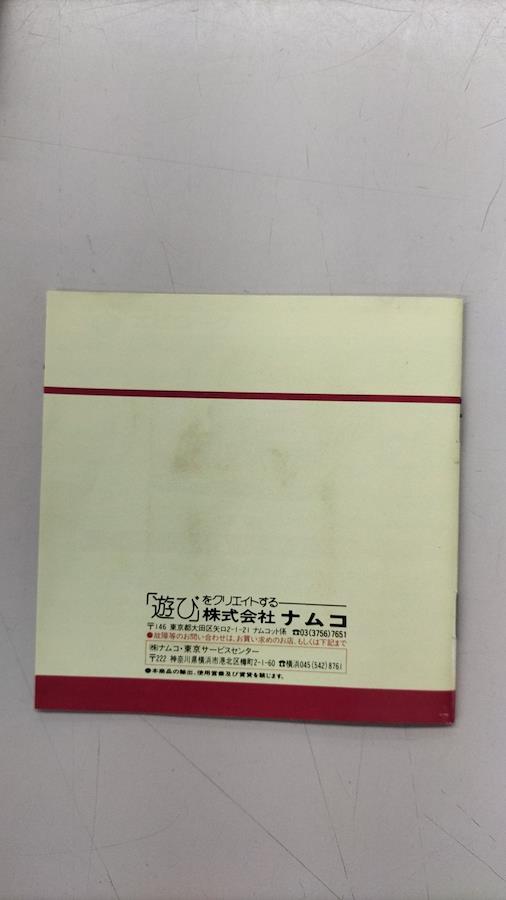 「遊び」をクリエイトする
株式会社 ナムコ
〒146 東京都大田区矢口2-1-21 ナムコット係 ☎03(3756)7651
●故障等のお問い合わせは、お買い求めのお店、もしくは下記まで
㈱ナムコ・東京サービスセンター
〒222 神奈川県横浜市港北区樽町2-1-60 ☎横浜045(542)8761
●本商品の輸出、使用営業及び賃貸を禁じます。